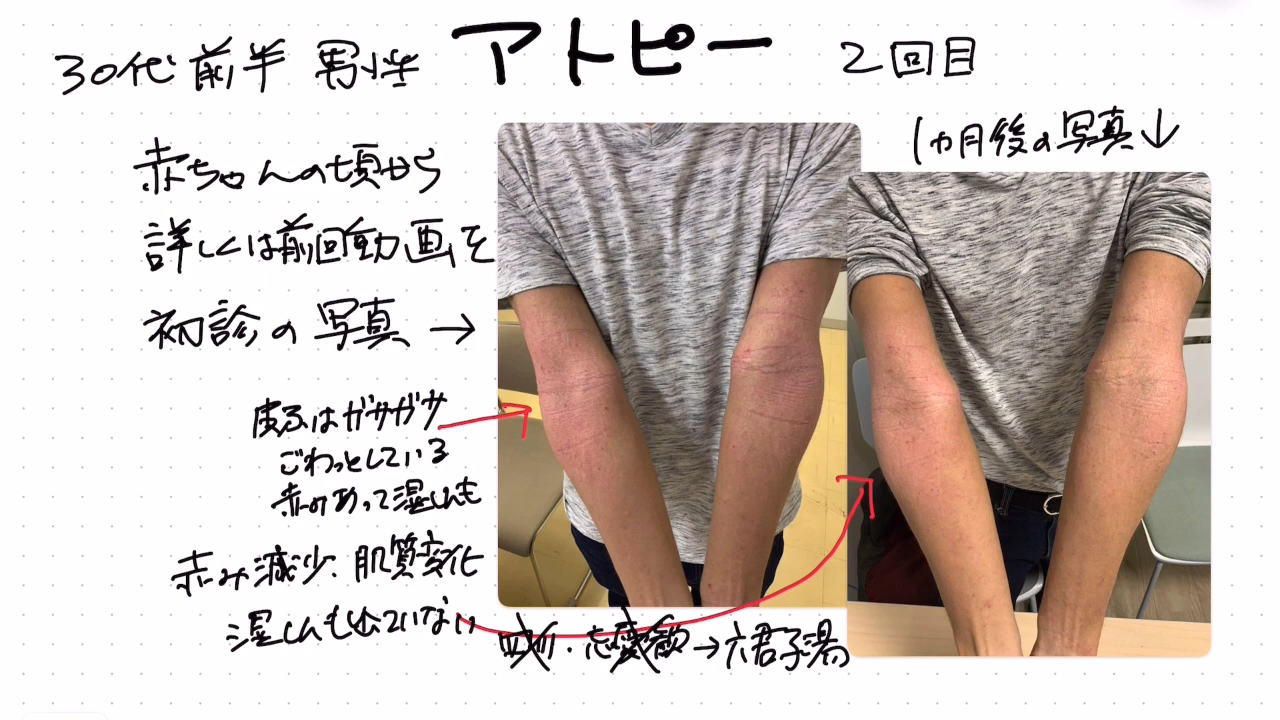 30代前半 男性 アトピー 2回目
1ヵ月後の写真↓
赤ちゃんの頃から
詳しくは前回動画を
初診の写真 →
皮ふはガサガサ
ごわっとしている
赤みあって湿しんも
赤み減少、肌質変化
湿しんも出ていない
忘憂歓→六君子湯